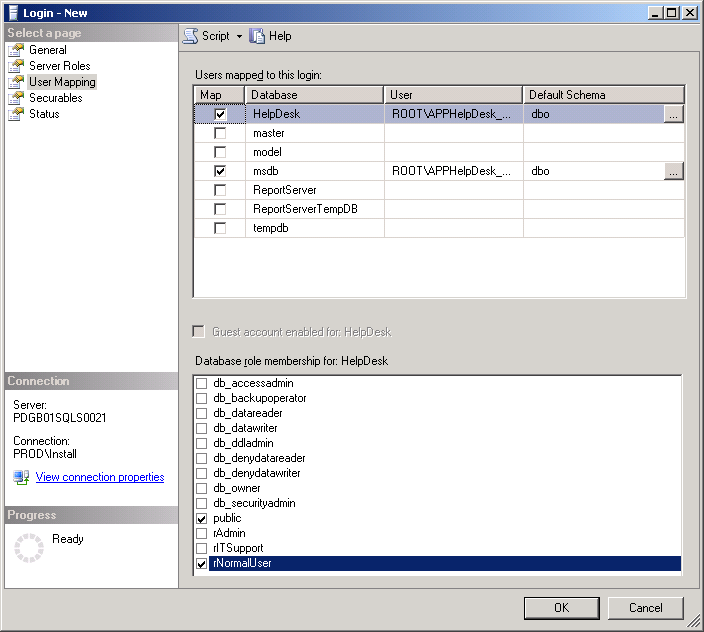 Login - New
Select a page
General
Server Roles
User Mapping
Securables
Status
Script Help
Users mapped to this login:
Map Database User Default Schema
HelpDesk ROOT\APPHelpDesk_... dbo ...
master
model
msdb ROOT\APPHelpDesk_... dbo ...
ReportServer
ReportServerTempDB
tempdb
Guest account enabled for: HelpDesk
Database role membership for: HelpDesk
db_accessadmin
db_backupoperator
db_datareader
db_datawriter
db_ddladmin
db_denydatareader
db_denydatawriter
db_owner
db_securityadmin
public
rAdmin
rITSupport
rNormalUser
Connection
Server:
PDGB01SQLS0021
Connection:
PROD\Install
View connection properties
Progress
Ready
OK Cancel